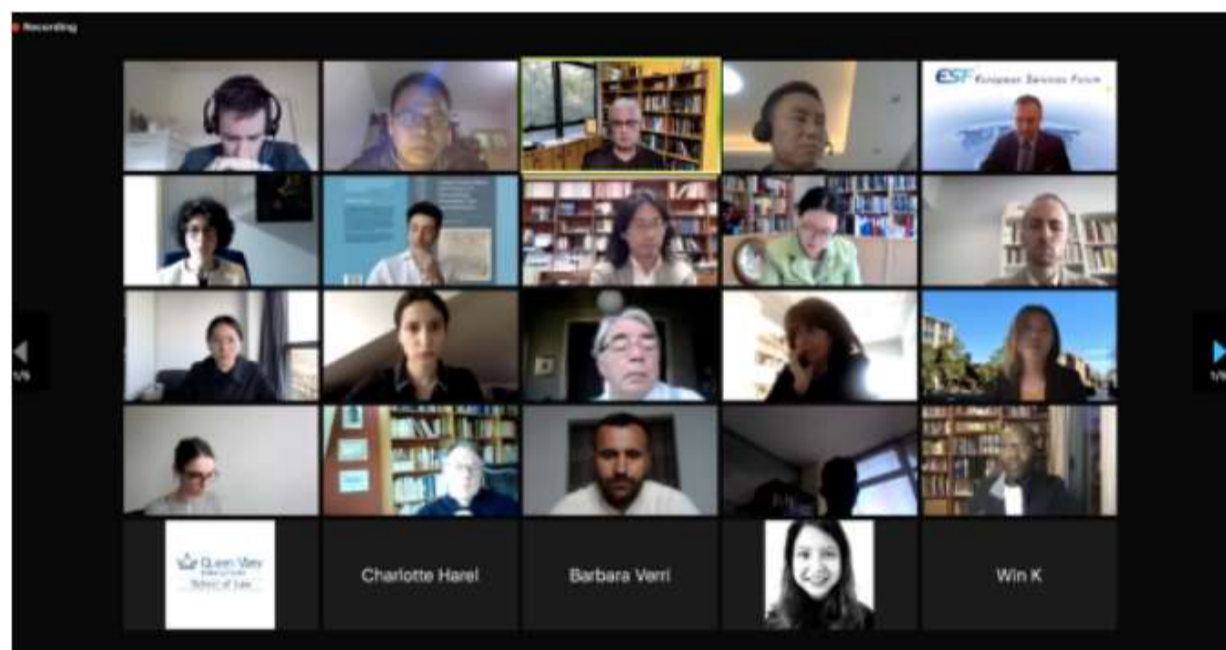 Recording
ESF European Services Forum
Queen Mary
School of Law
Charlotte Harel
Barbara Verri
Win K